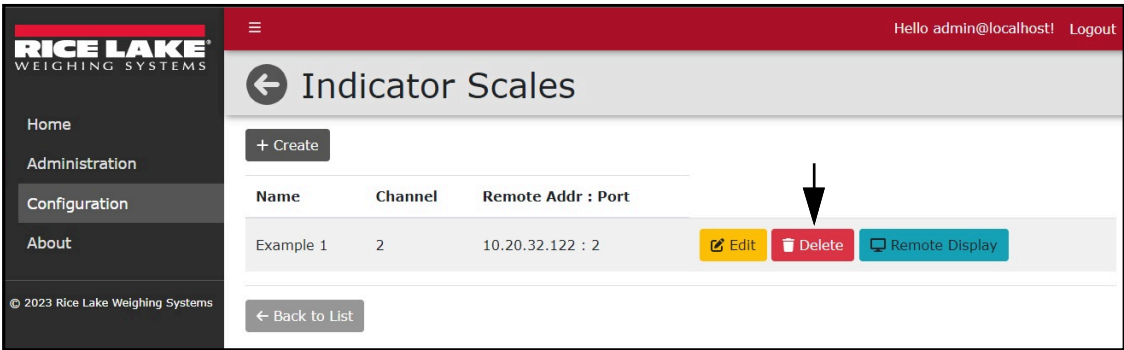 RICE LAKE®
WEIGHING SYSTEMS
Home
Administration
Configuration
About
© 2023 Rice Lake Weighing Systems
Hello admin@localhost! Logout
Indicator Scales
+ Create
Name Channel Remote Addr : Port
Example 1 2 10.20.32.122 : 2 Edit Delete Remote Display
← Back to List